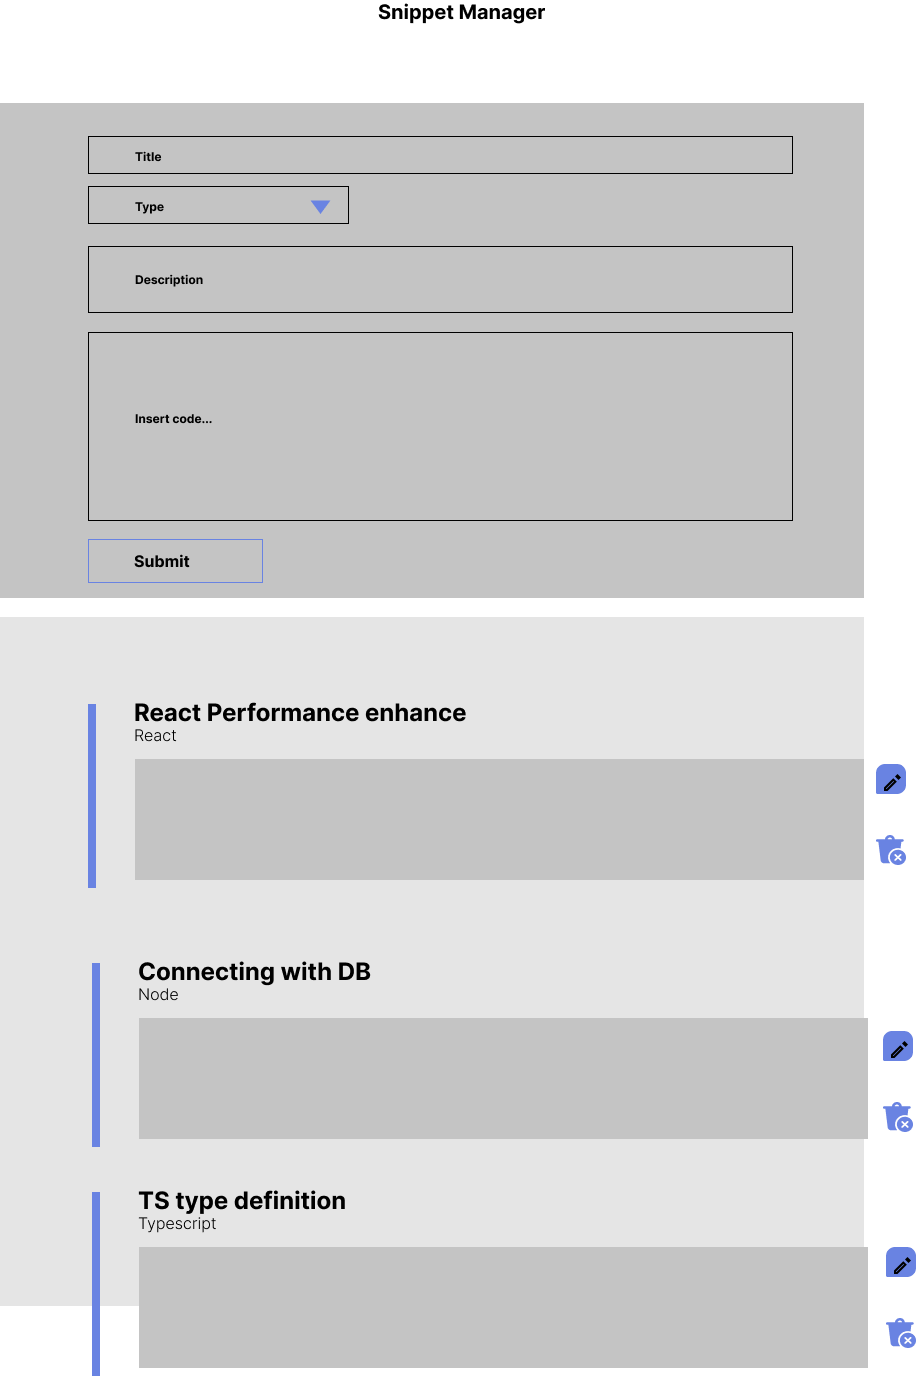 Snippet Manager
Title
Type
Description
Insert code...
Submit
React Performance enhance
React
Connecting with DB
Node
TS type definition
Typescript